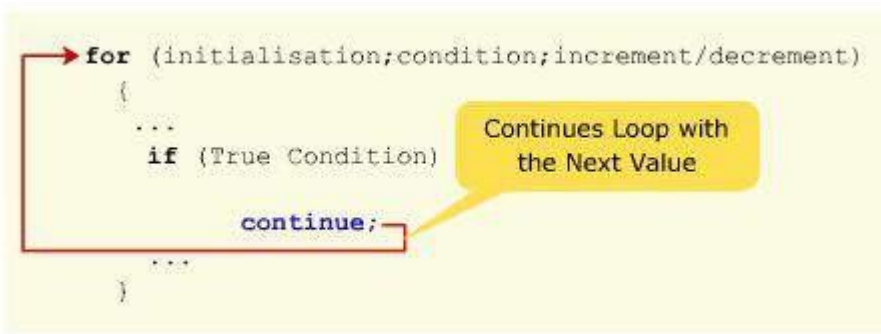 for (initialisation;condition;increment/decrement)
{
...
if (True Condition)
Continues Loop with
the Next Value
continue;
...
}